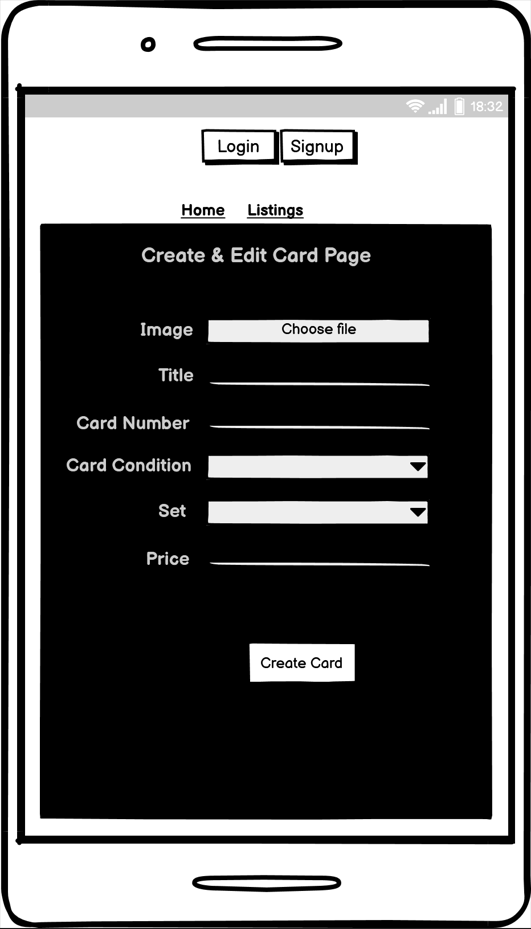 18:32
Login Signup
Home Listings
Create & Edit Card Page
Image Choose file
Title
Card Number
Card Condition
Set
Price
Create Card